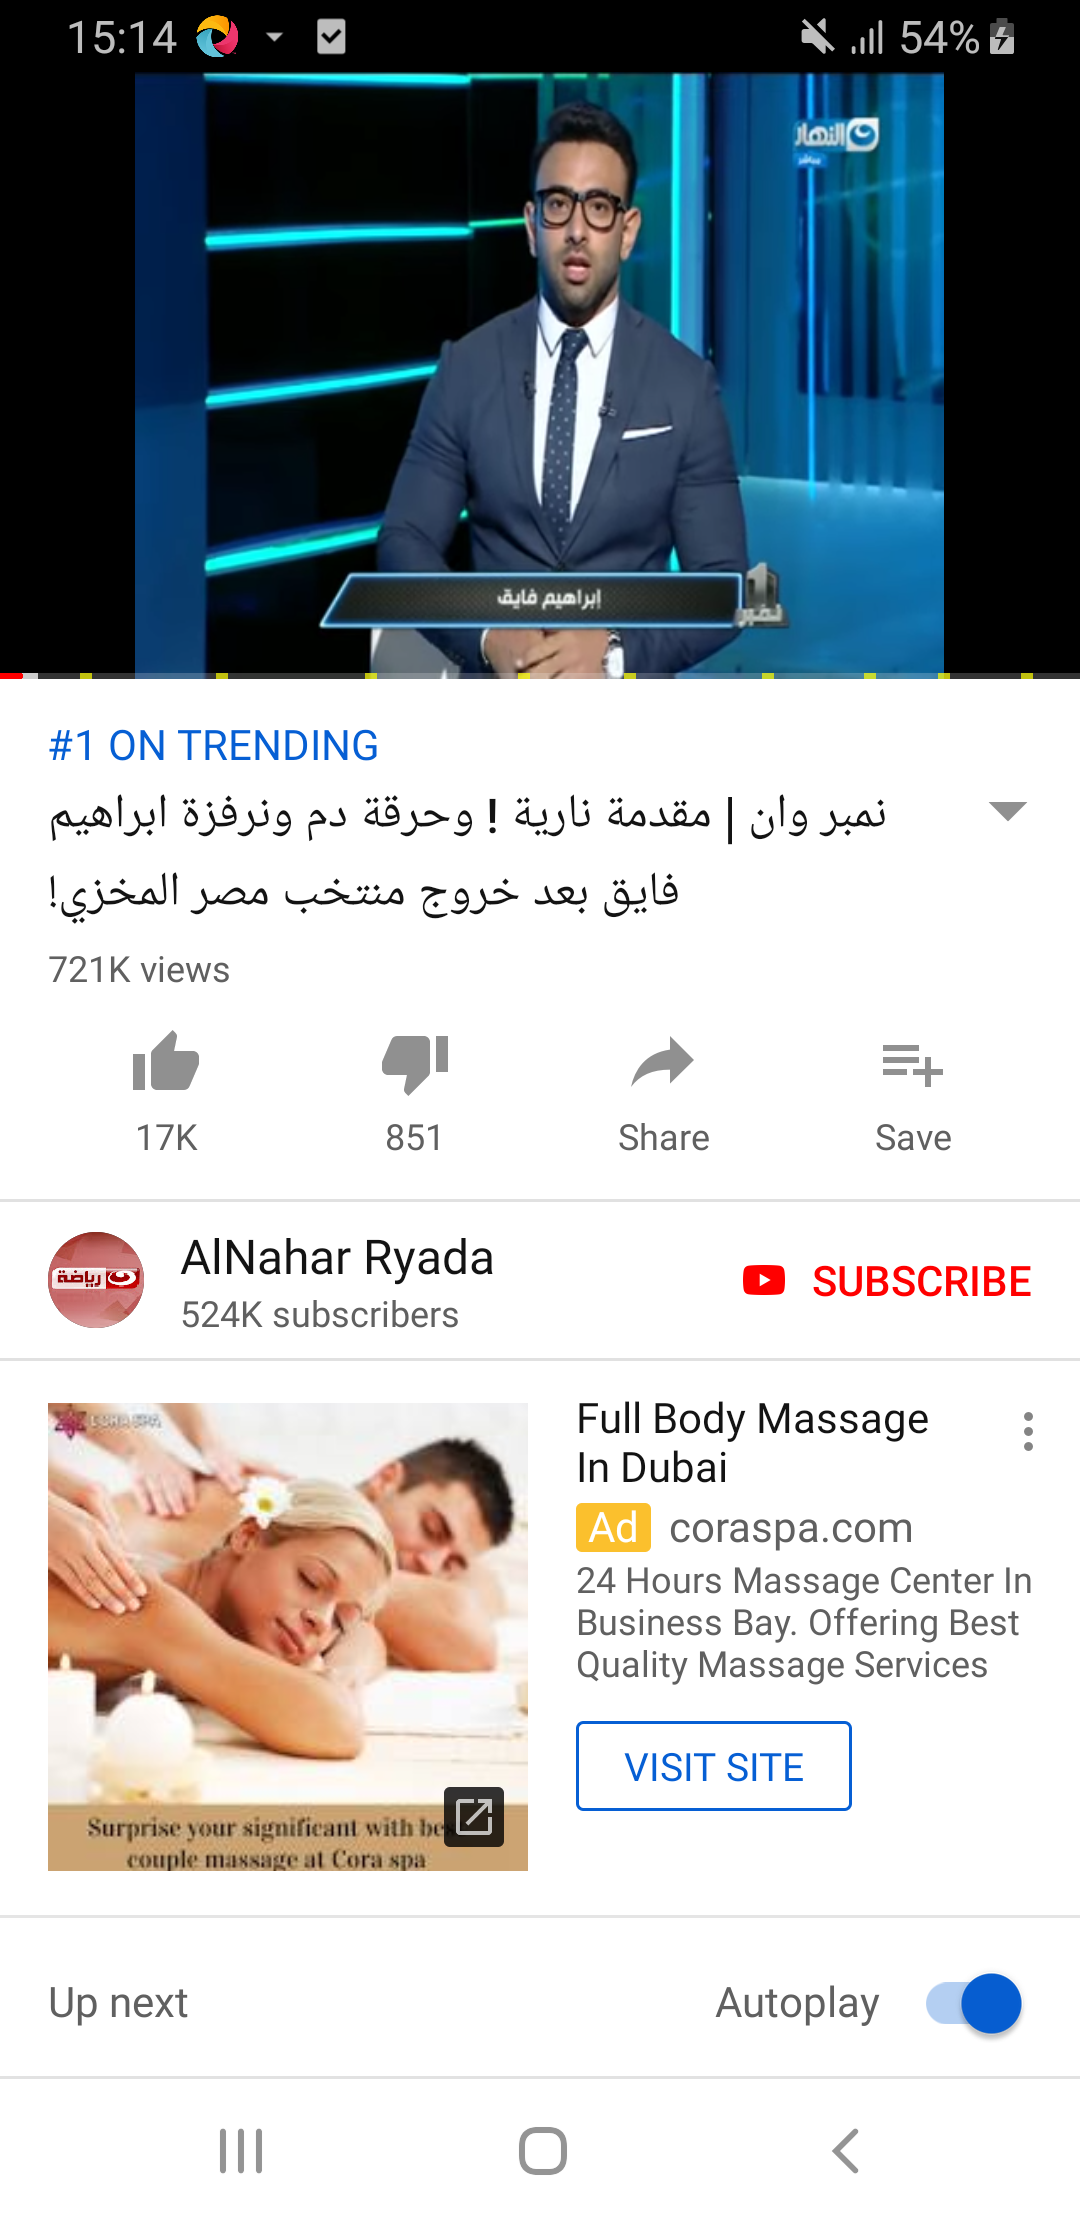 15:14
54%
النهار
مباشر
إبراهيم فايق
نمبر 1
#1 ON TRENDING
نمبر وان | مقدمة نارية ! وحرقة دم ونرفزة ابراهيم
فايق بعد خروج منتخب مصر المخزي!
721K views
17K
851
Share
Save
رياضة
AlNahar Ryada
524K subscribers
SUBSCRIBE
CORA SPA
Surprise your significant with
couple massage at Cora spa
Full Body Massage
In Dubai
Ad coraspa.com
24 Hours Massage Center In
Business Bay. Offering Best
Quality Massage Services
VISIT SITE
Up next
Autoplay